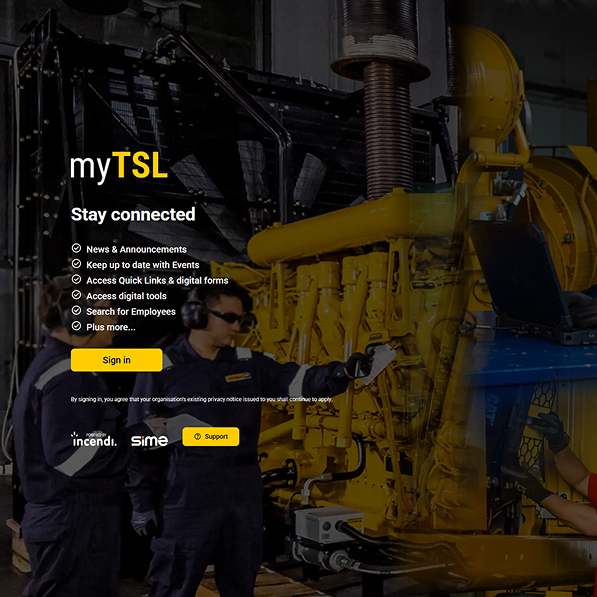 myTSL
Stay connected
News & Announcements
Keep up to date with Events
Access Quick Links & digital forms
Access digital tools
Search for Employees
Plus more...
Sign in
By signing in, you agree that your organisation's existing privacy notice issued to you shall continue to apply.
POWERED BY
incendi.
sime
Support